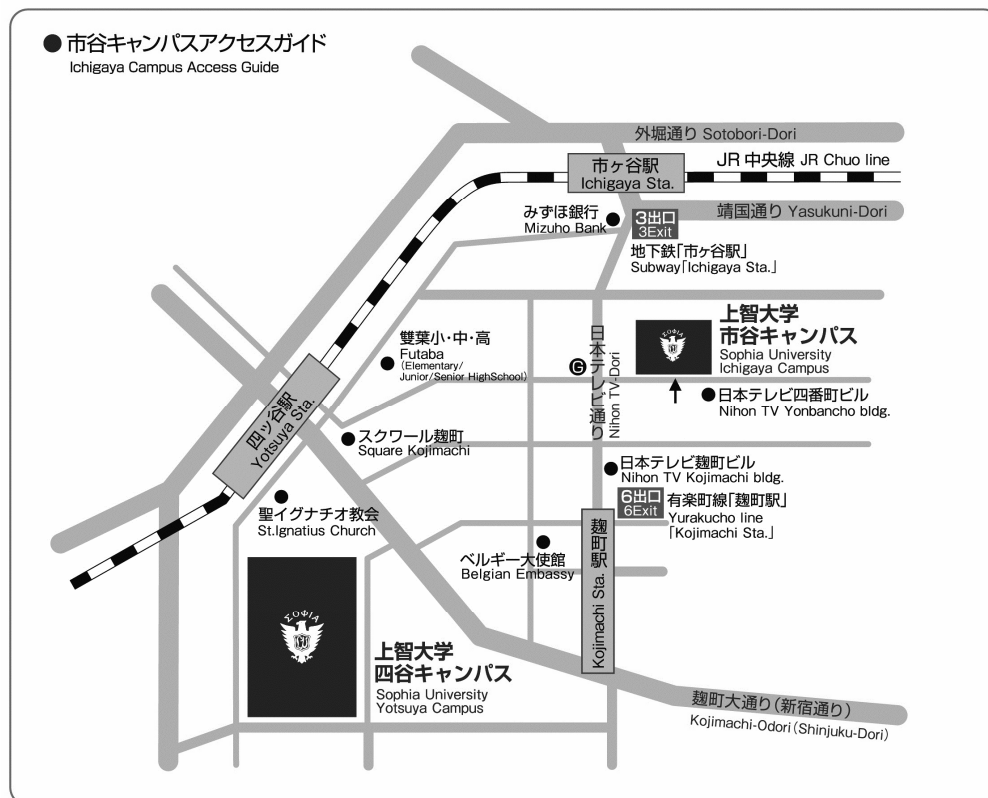 ● 市谷キャンパスアクセスガイド
Ichigaya Campus Access Guide
外堀通り Sotobori-Dori
市ヶ谷駅
Ichigaya Sta.
JR 中央線 JR Chuo line
みずほ銀行
Mizuho Bank
3出口
3Exit
靖国通り Yasukuni-Dori
地下鉄「市ヶ谷駅」
Subway「Ichigaya Sta.」
上智大学
市谷キャンパス
Sophia University
Ichigaya Campus
ΣΟΦΙΑ
雙葉小・中・高
Futaba
(Elementary/
Junior/Senior HighSchool)
日本テレビ通り
Nihon TV-Dori
G
日本テレビ四番町ビル
Nihon TV Yonbancho bldg.
四ッ谷駅
Yotsuya Sta.
スクワール麹町
Square Kojimachi
日本テレビ麹町ビル
Nihon TV Kojimachi bldg.
6出口
6Exit
有楽町線「麹町駅」
Yurakucho line
「Kojimachi Sta.」
聖イグナチオ教会
St.Ignatius Church
麹町駅
Kojimachi Sta.
ベルギー大使館
Belgian Embassy
ΣΟΦΙΑ
上智大学
四谷キャンパス
Sophia University
Yotsuya Campus
麹町大通り(新宿通り)
Kojimachi-Odori(Shinjuku-Dori)